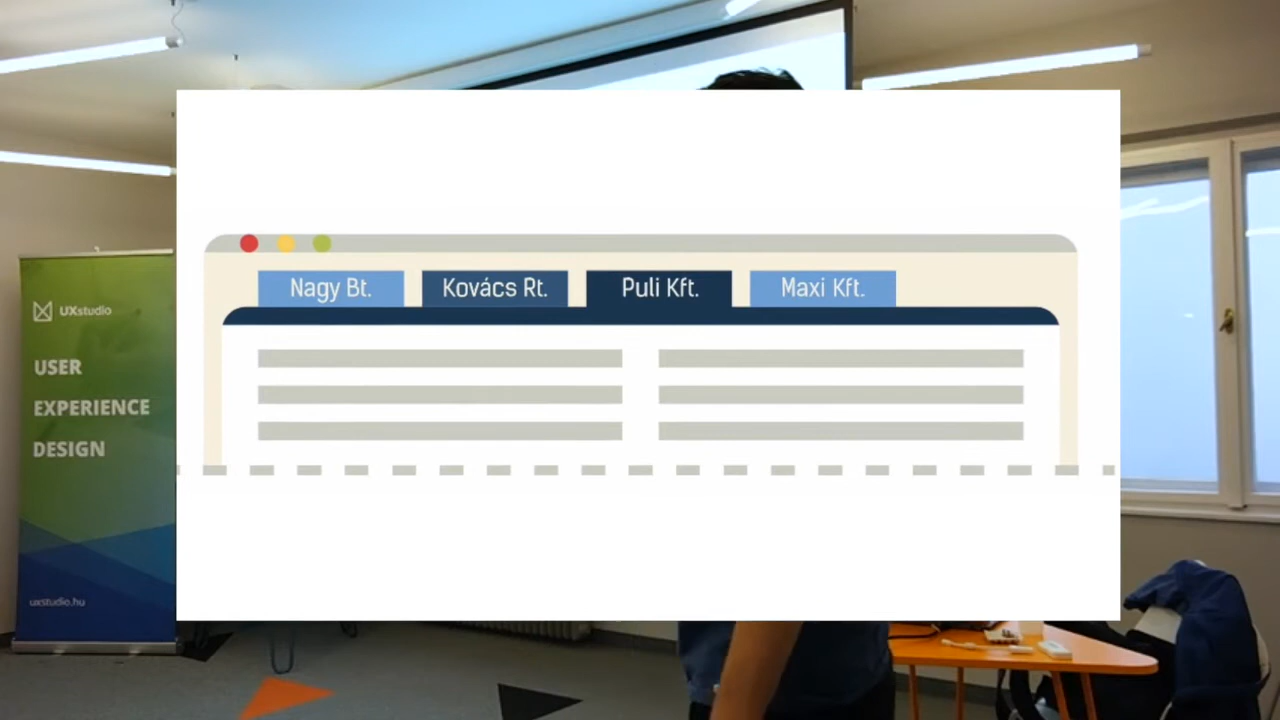 Nagy Bt.
Kovács Rt.
Puli Kft.
Maxi Kft.
UXstudio
USER
EXPERIENCE
DESIGN
uxstudio.hu